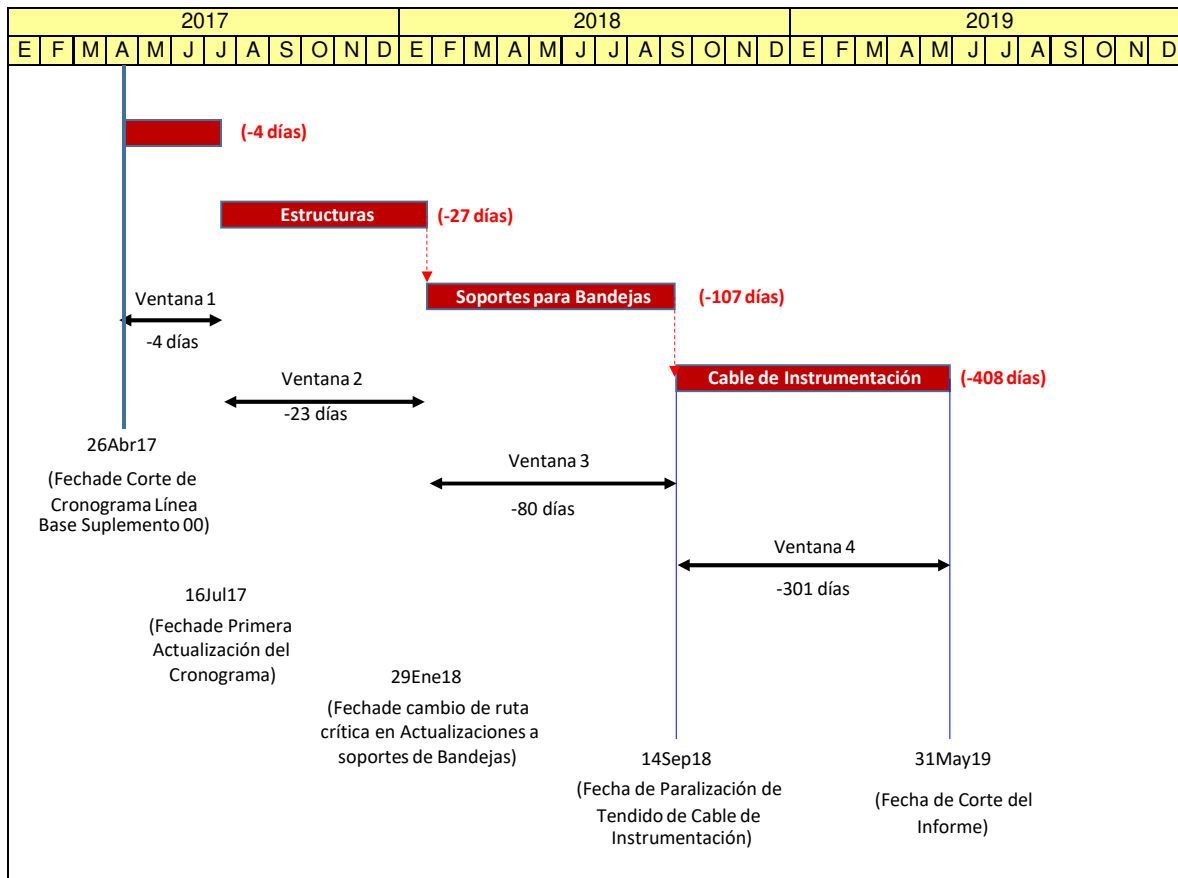 2017 2018 2019
E F M A M J J A S O N D E F M A M J J A S O N D E F M A M J J A S O N D
(-4 días)
Estructuras (-27 días)
Soportes para Bandejas (-107 días)
Ventana 1
-4 días
Cable de Instrumentación (-408 días)
Ventana 2
-23 días
26Abr17
(Fechade Corte de
Cronograma Línea
Base Suplemento 00)
Ventana 3
-80 días
Ventana 4
-301 días
16Jul17
(Fechade Primera
Actualización del
Cronograma)
29Ene18
(Fechade cambio de ruta
crítica en Actualizaciones a
soportes de Bandejas)
14Sep18
(Fecha de Paralización de
Tendido de Cable de
Instrumentación)
31May19
(Fecha de Corte del
Informe)